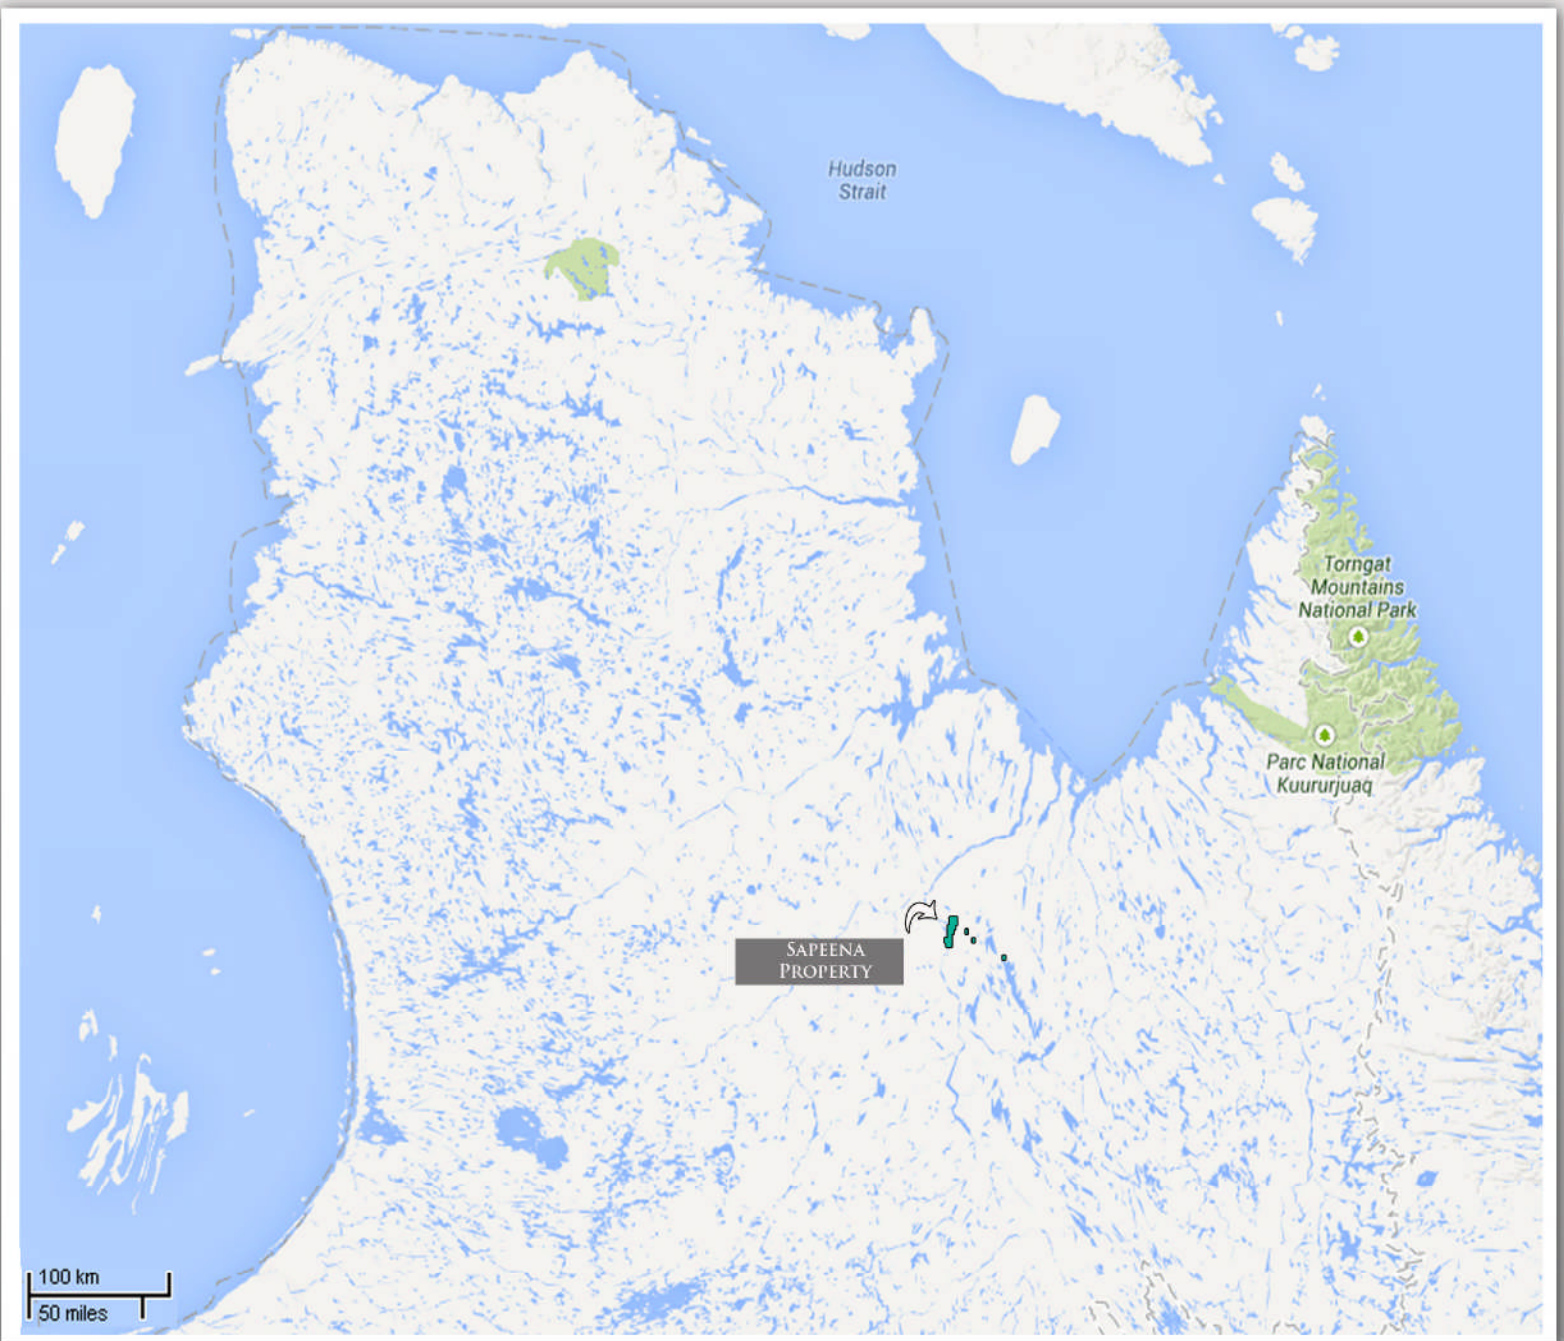 Hudson
Strait
Torngat
Mountains
National Park
Parc National
Kuururjuaq
SAPEENA
PROPERTY
100 km
50 miles